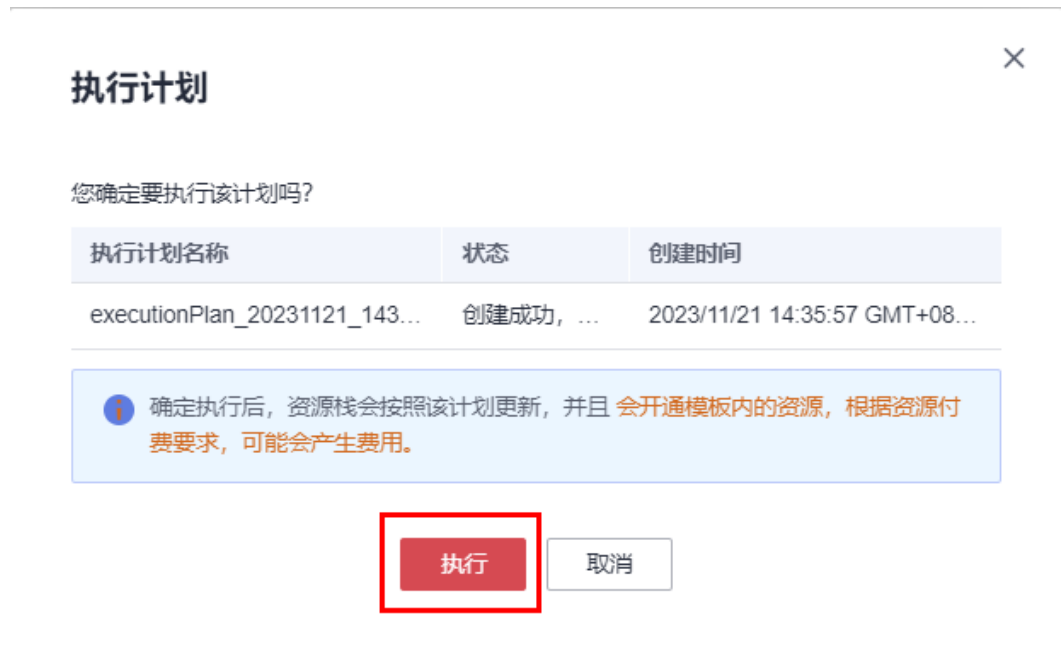 执行计划
您确定要执行该计划吗?
执行计划名称 状态 创建时间
executionPlan_20231121_143... 创建成功, ... 2023/11/21 14:35:57 GMT+08...
确定执行后，资源栈会按照该计划更新，并且 会开通模板内的资源，根据资源付
费要求，可能会产生费用。
执行 取消